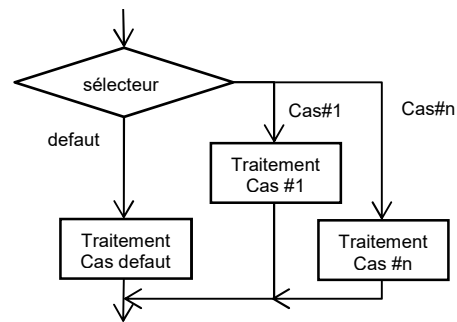 sélecteur
Cas#1
Cas#n
defaut
Traitement
Cas #1
Traitement
Cas defaut
Traitement
Cas #n